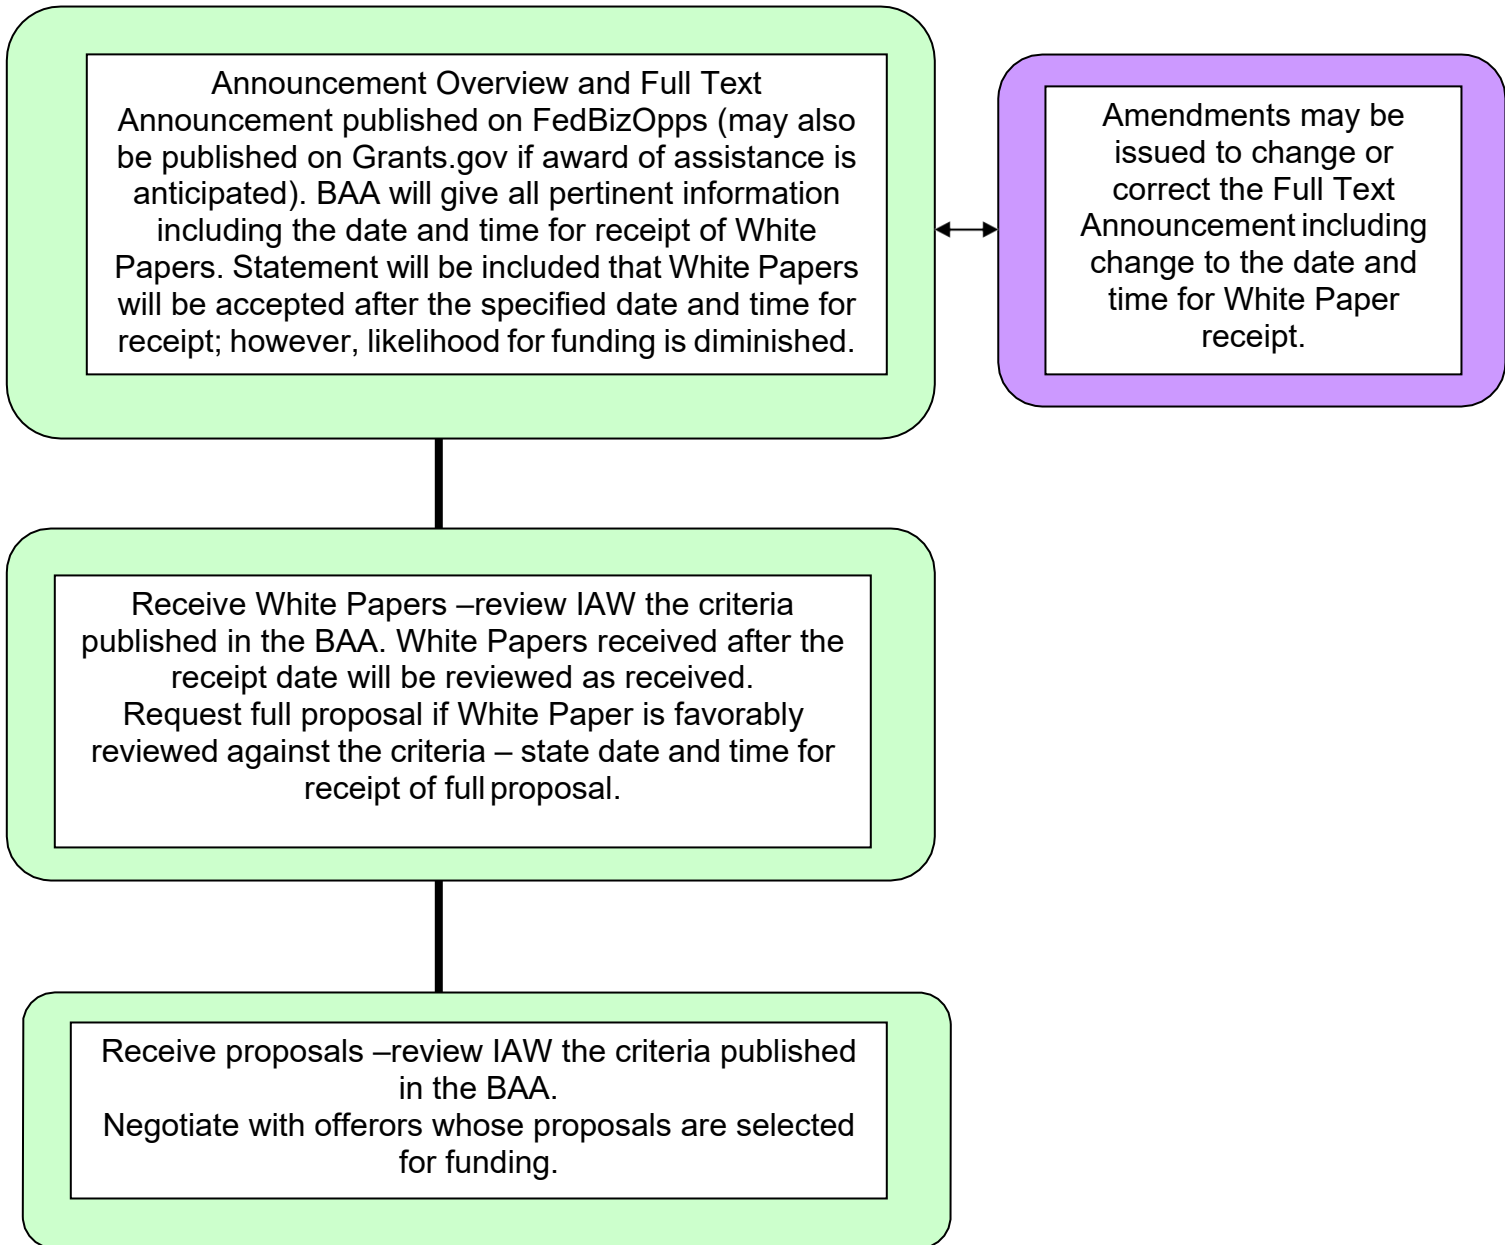 Announcement Overview and Full Text
Announcement published on FedBizOpps (may also
be published on Grants.gov if award of assistance is
anticipated). BAA will give all pertinent information
including the date and time for receipt of White
Papers. Statement will be included that White Papers
will be accepted after the specified date and time for
receipt; however, likelihood for funding is diminished.
Amendments may be
issued to change or
correct the Full Text
Announcement including
change to the date and
time for White Paper
receipt.
Receive White Papers –review IAW the criteria
published in the BAA. White Papers received after the
receipt date will be reviewed as received.
Request full proposal if White Paper is favorably
reviewed against the criteria – state date and time for
receipt of full proposal.
Receive proposals –review IAW the criteria published
in the BAA.
Negotiate with offerors whose proposals are selected
for funding.